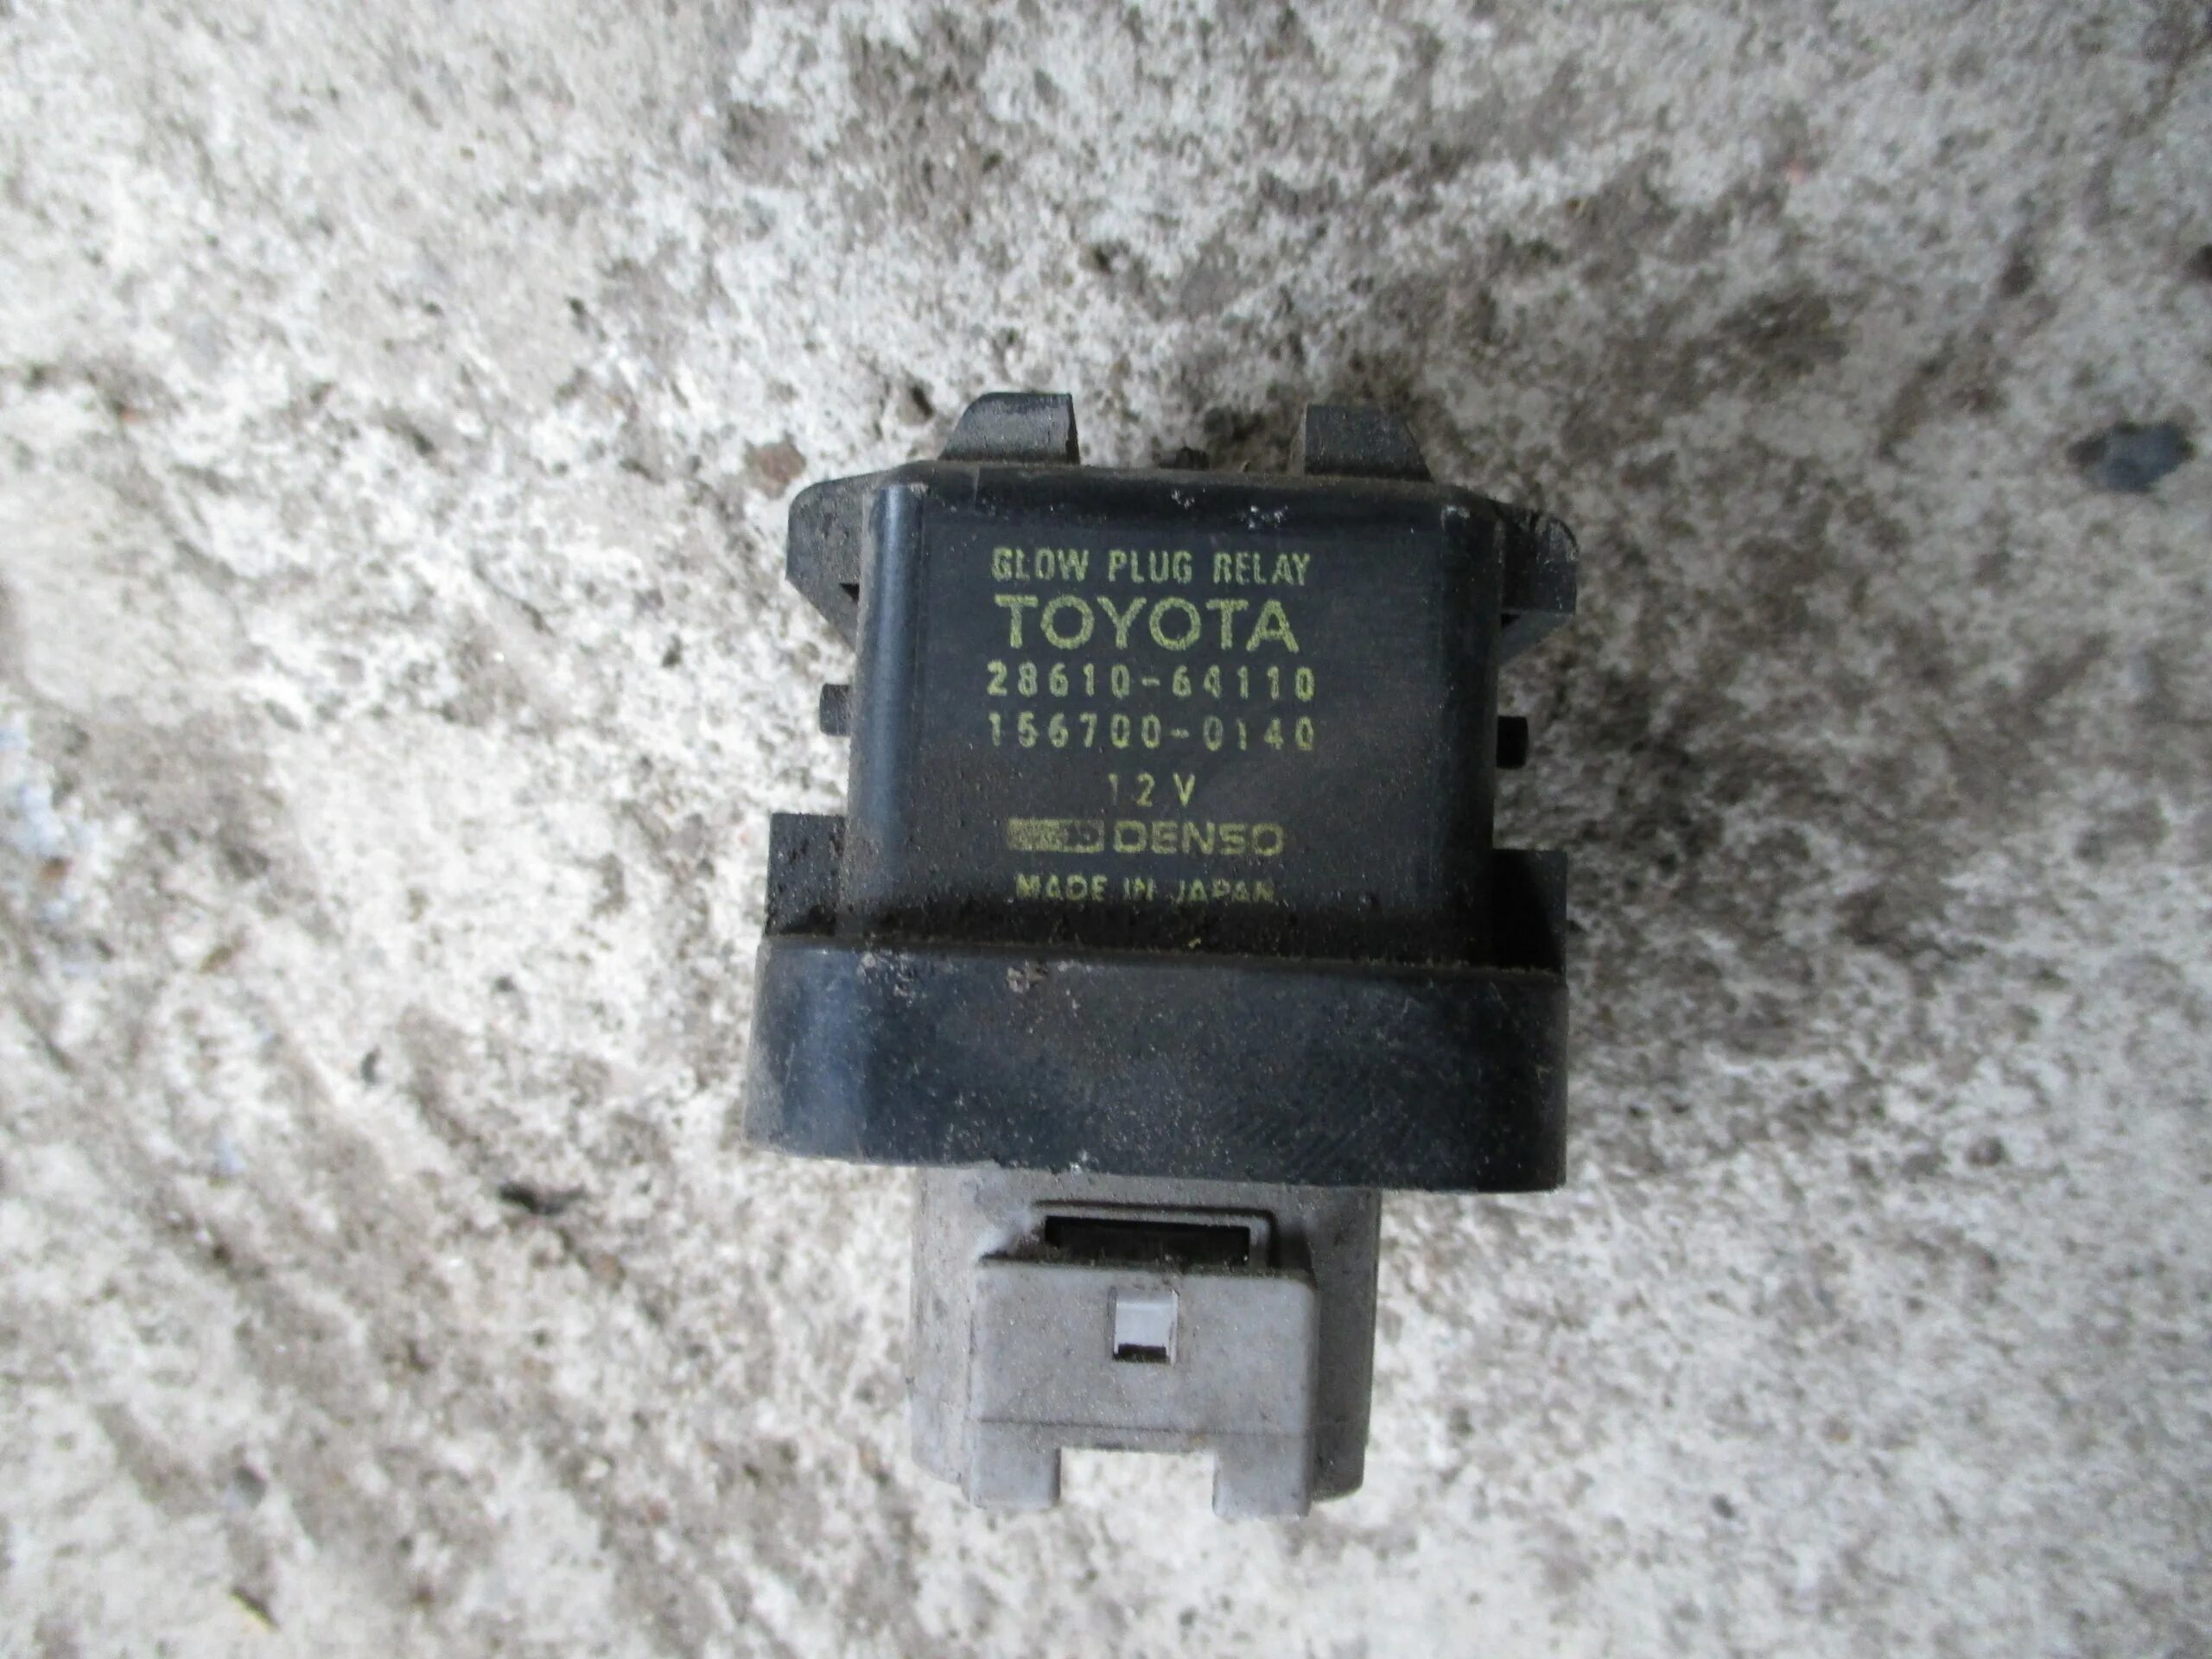 GLOW PLUG RELAY
TOYOTA
28610-64110
156700-0140
12V
DENSO
MADE IN JAPAN